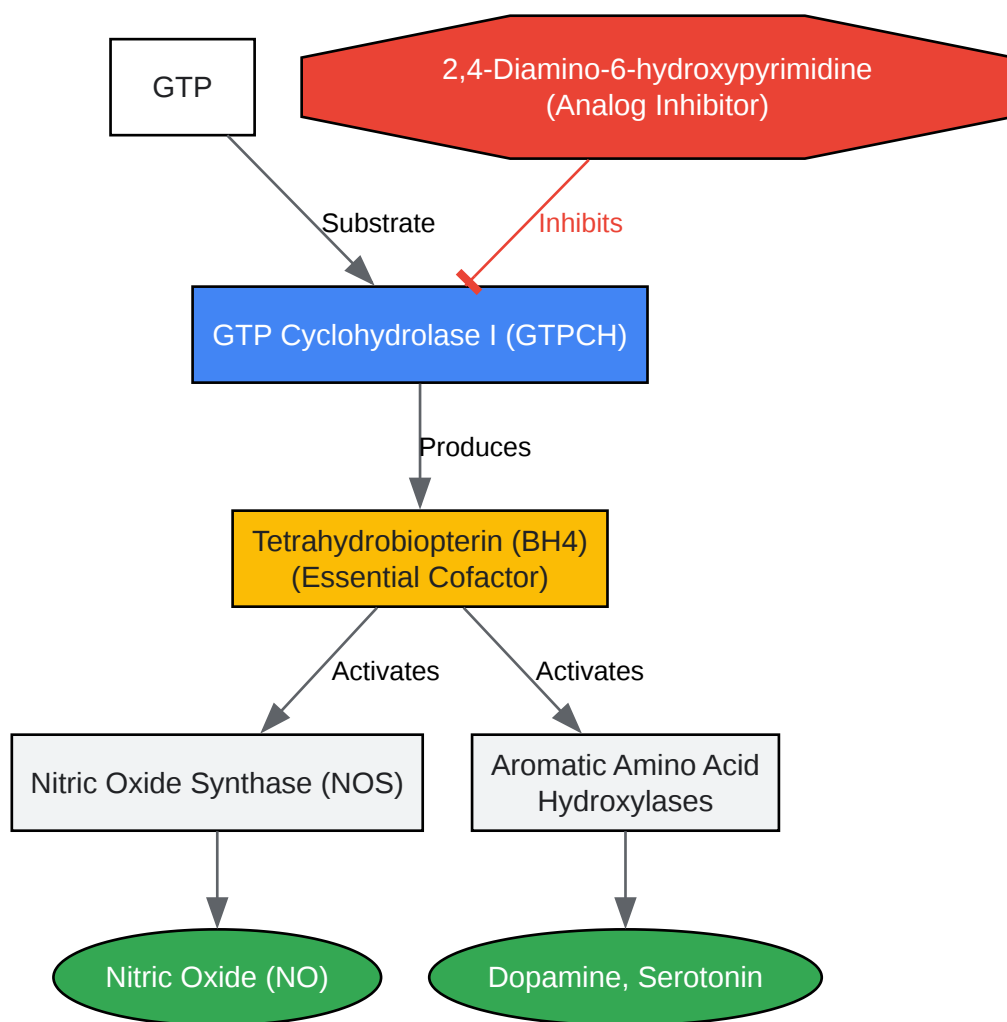 GTP
2,4-Diamino-6-hydroxypyrimidine
(Analog Inhibitor)
Substrate
Inhibits
GTP Cyclohydrolase I (GTPCH)
Produces
Tetrahydrobiopterin (BH4)
(Essential Cofactor)
Activates
Activates
Nitric Oxide Synthase (NOS)
Aromatic Amino Acid
Hydroxylases
Nitric Oxide (NO)
Dopamine, Serotonin